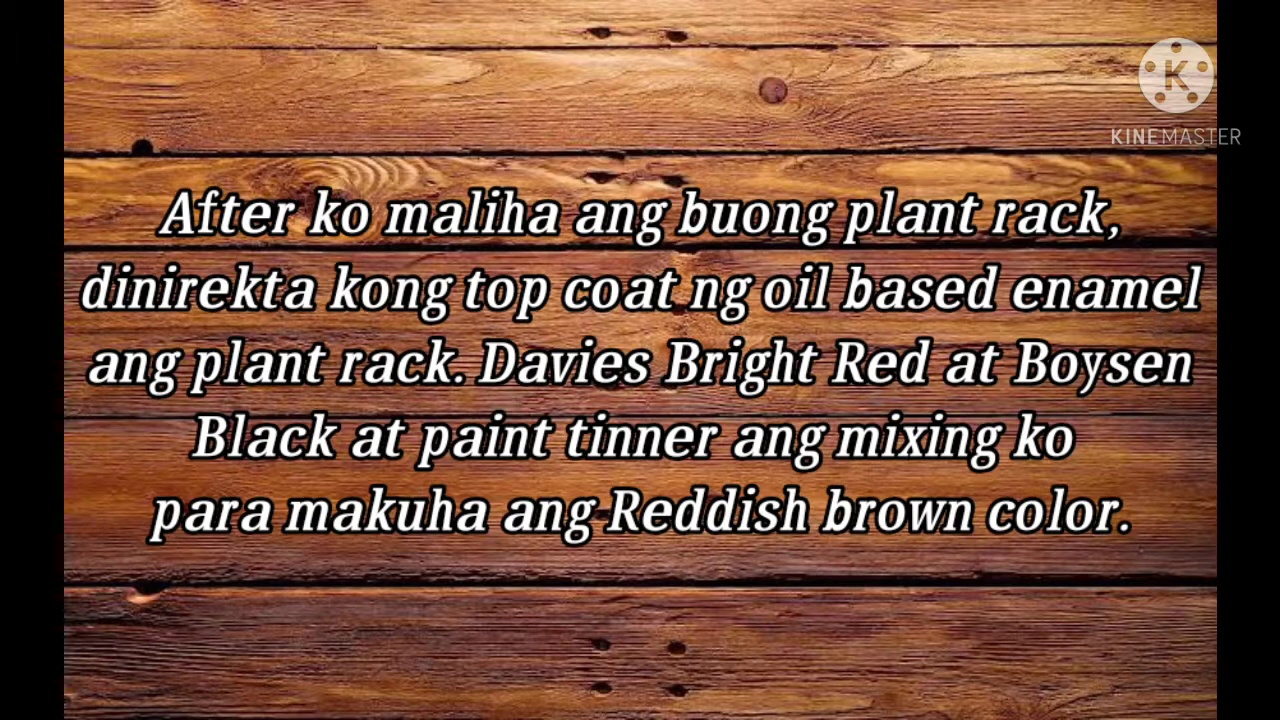 K
KINEMASTER
After ko maliha ang buong plant rack,
dinirekta kong top coat ng oil based enamel
ang plant rack. Davies Bright Red at Boysen
Black at paint tinner ang mixing ko
para makuha ang Reddish brown color.